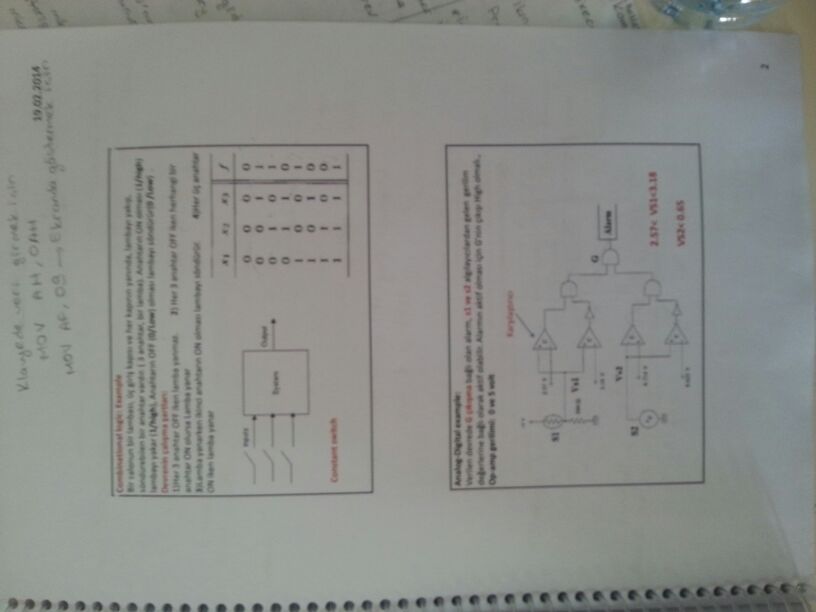 Klavyede veri girmek için
MOV AH, 0AH
MOV AF, 09 → Ekranda göstermek için
19.02.2014
Combinational logic: Example
Bir salonun bir lambası, üç giriş kapısı ve her kapının yanında, lambayı yakıp,
söndürebilen bir anahtar vardır ( 3 anahtar, bir lamba). Anahtarın ON olması (1/high)
lambayı yakar (1/high), Anahtarın OFF (0/Low) olması lambayı söndürür(0 /Low)
Devrenin çalışma şartları:
1)Her 3 anahtar OFF iken lamba yanmaz. 2) Her 3 anahtar OFF iken herhangi bir
anahtar ON olursa Lamba yanar
3)Lamba yanarken ikinci anahtarın ON olması lambayı söndürür. 4)Her üç anahtar
ON iken lamba yanar
Inputs
System
Output
Constant switch
x1 x2 x3 f
0 0 0 0
0 0 1 1
0 1 0 1
0 1 1 0
1 0 0 1
1 0 1 0
1 1 0 0
1 1 1 1
Analog-Digital example:
Verilen devrede G çıkışına bağlı olan alarm, s1 ve s2 algılayıcılardan gelen gerilim
değerlerine bağlı olarak aktif olabilir. Alarmın aktif olması için G'nin çıkışı High olmalı.
Op-amp gerilimi: 0 ve 5 volt
Karşılaştırıcı
S1
Vs1
G
Alarm
S2
Vs2
2.57< VS1<3.18
VS2< 0.65
2